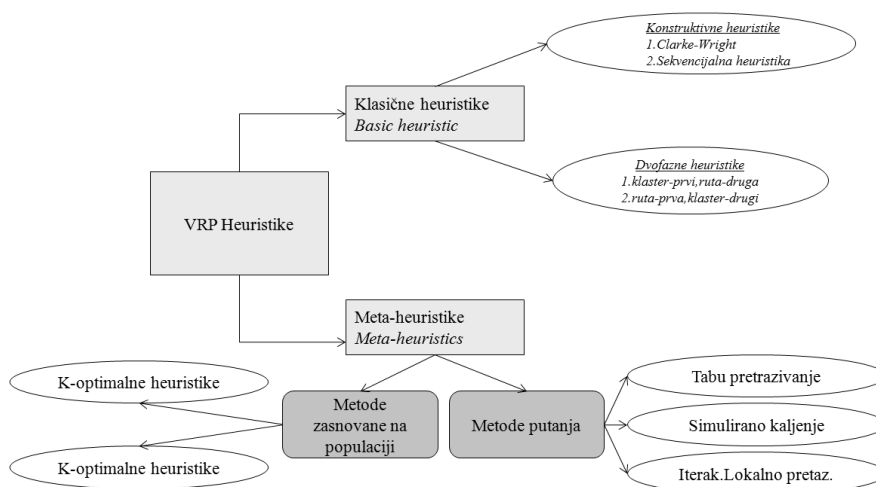 Konstruktivne heuristike
1.Clarke-Wright
2.Sekvencijalna heuristika
Klasične heuristike
Basic heuristic
Dvofazne heuristike
1.klaster-prvi,ruta-druga
2.ruta-prva,klaster-drugi
VRP Heuristike
Meta-heuristike
Meta-heuristics
K-optimalne heuristike
K-optimalne heuristike
Metode
zasnovane na
populaciji
Metode putanja
Tabu pretrazivanje
Simulirano kaljenje
Iterak.Lokalno pretaz.